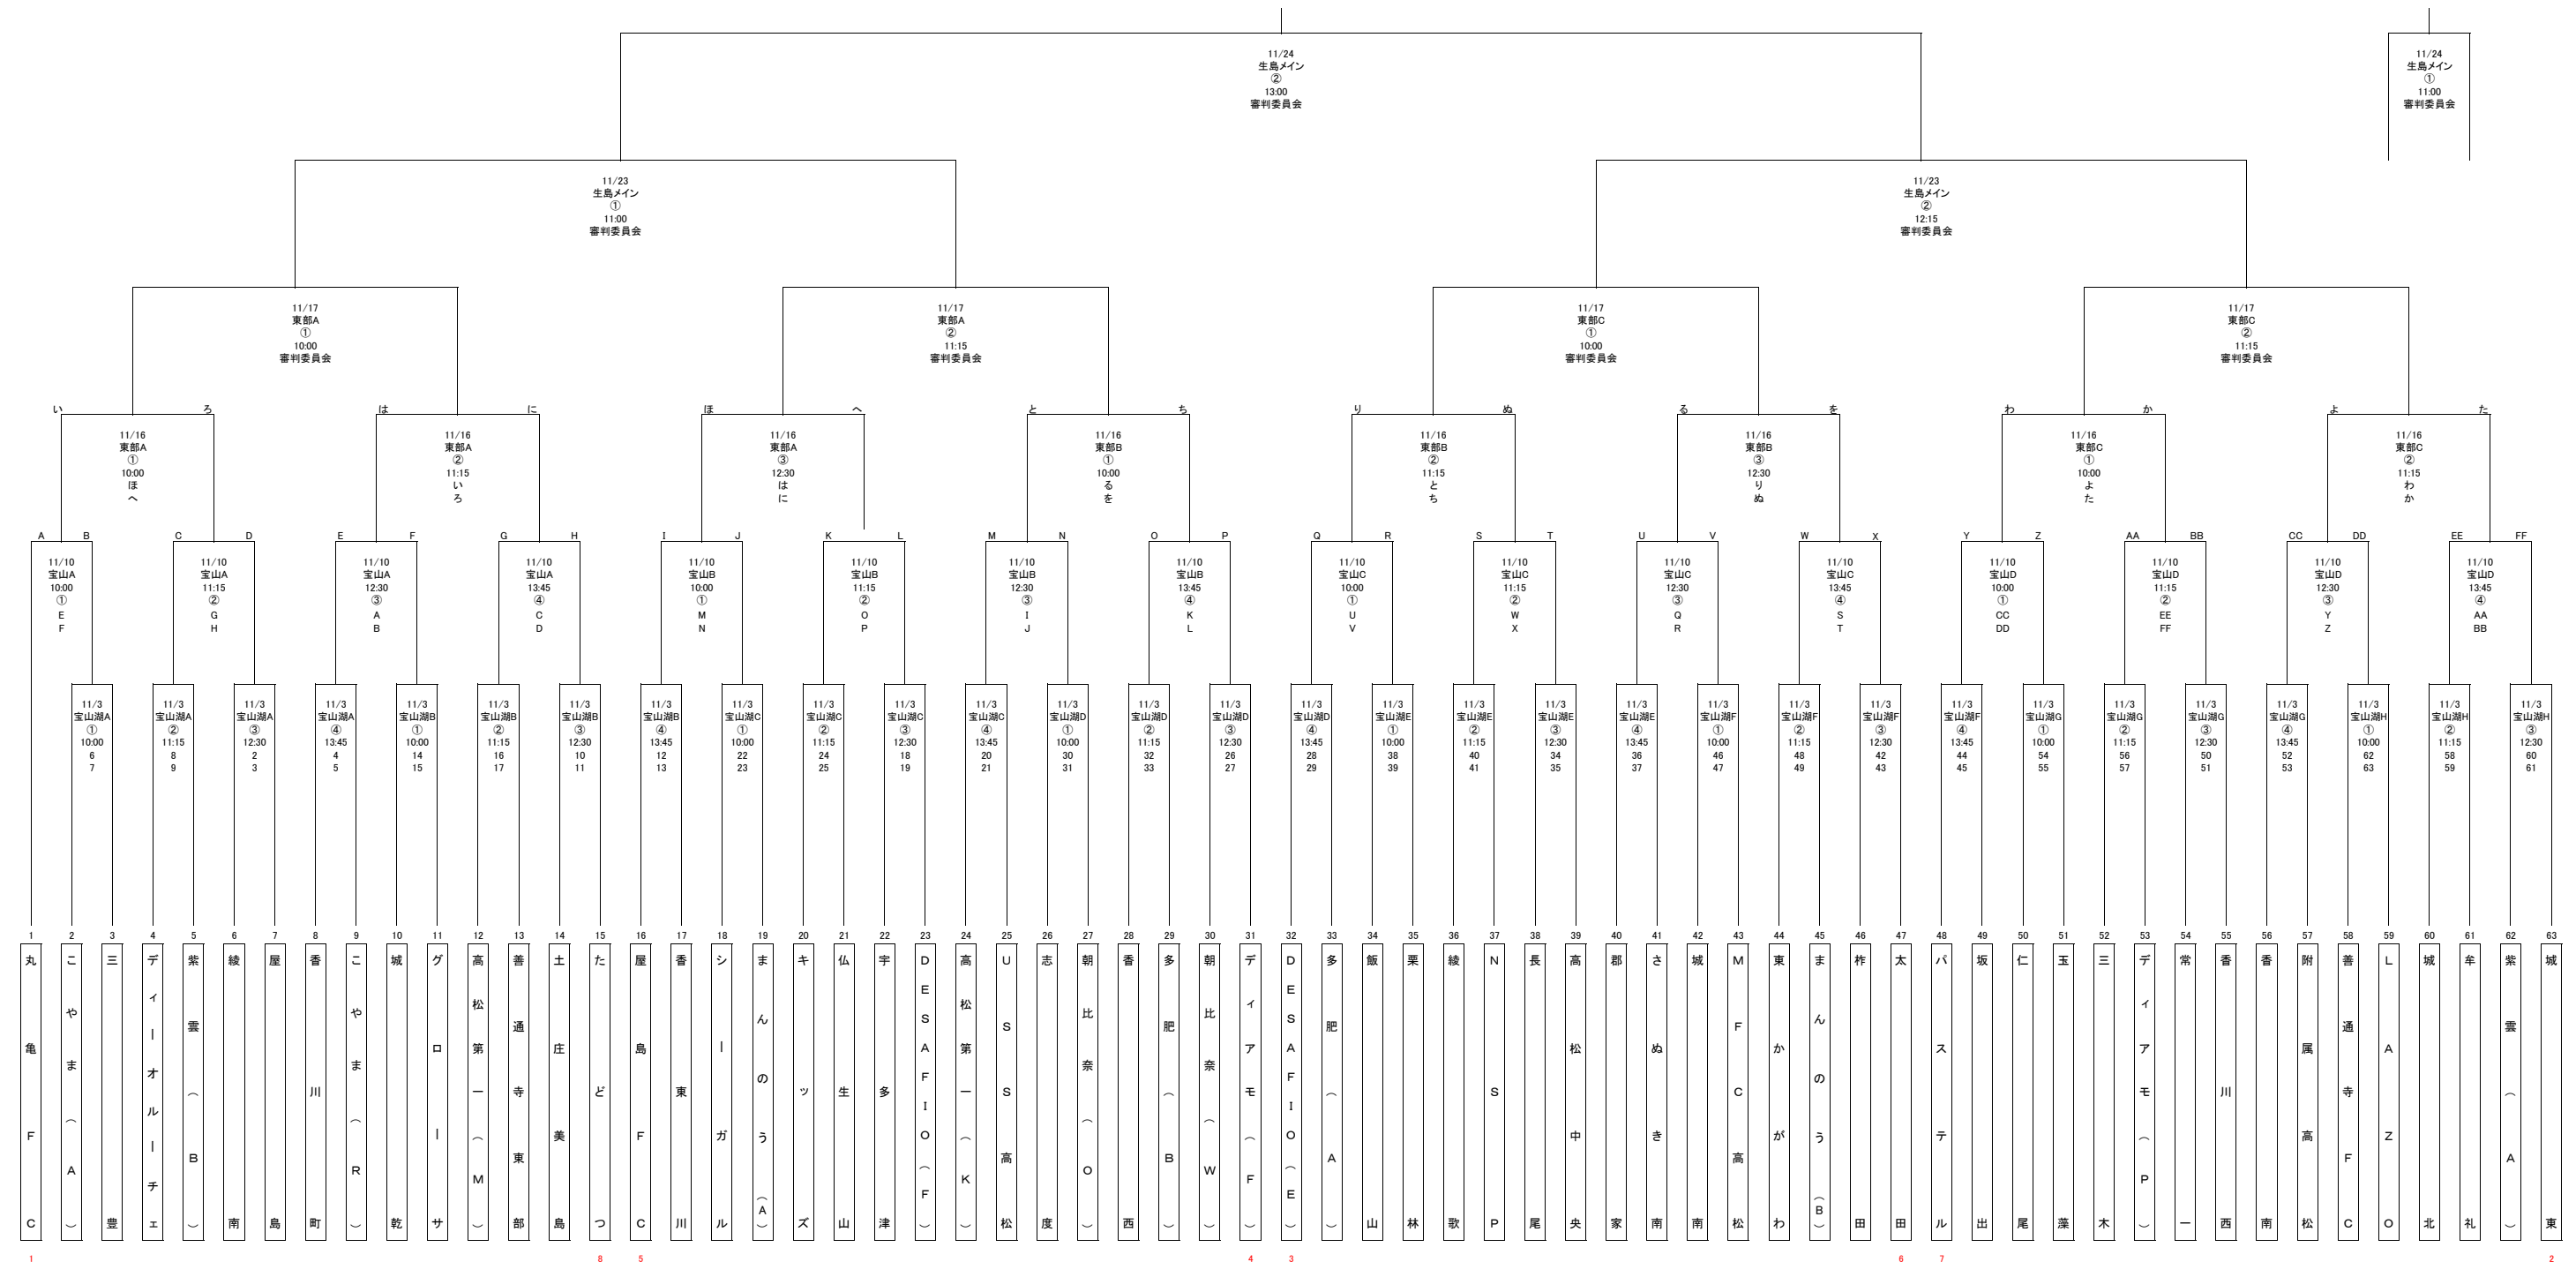 11/24
生島メイン
②
13:00
審判委員会
11/24
生島メイン
①
11:00
審判委員会
11/23
生島メイン
①
11:00
審判委員会
11/23
生島メイン
②
12:15
審判委員会
11/17
東部A
①
10:00
審判委員会
11/17
東部A
②
11:15
審判委員会
11/17
東部C
①
10:00
審判委員会
11/17
東部C
②
11:15
審判委員会
い ろ は に ほ へ と ち り ぬ る を わ か よ た
11/16
東部A
①
10:00
ほ
へ
11/16
東部A
②
11:15
い
ろ
11/16
東部A
③
12:30
は
に
11/16
東部B
①
10:00
る
を
11/16
東部B
②
11:15
と
ち
11/16
東部B
③
12:30
り
ぬ
11/16
東部C
①
10:00
よ
た
11/16
東部C
②
11:15
わ
か
A B C D E F G H I J K L M N O P Q R S T U V W X Y Z AA BB CC DD EE FF
11/10
宝山A
10:00
①
E
F
11/10
宝山A
11:15
②
G
H
11/10
宝山A
12:30
③
A
B
11/10
宝山A
13:45
④
C
D
11/10
宝山B
10:00
①
M
N
11/10
宝山B
11:15
②
O
P
11/10
宝山B
12:30
③
I
J
11/10
宝山B
13:45
④
K
L
11/10
宝山C
10:00
①
U
V
11/10
宝山C
11:15
②
W
X
11/10
宝山C
12:30
③
Q
R
11/10
宝山C
13:45
④
S
T
11/10
宝山D
10:00
①
CC
DD
11/10
宝山D
11:15
②
EE
FF
11/10
宝山D
12:30
③
Y
Z
11/10
宝山D
13:45
④
AA
BB
11/3
宝山湖A
①
10:00
6
7
11/3
宝山湖A
②
11:15
8
9
11/3
宝山湖A
③
12:30
2
3
11/3
宝山湖A
④
13:45
4
5
11/3
宝山湖B
①
10:00
14
15
11/3
宝山湖B
②
11:15
16
17
11/3
宝山湖B
③
12:30
10
11
11/3
宝山湖B
④
13:45
12
13
11/3
宝山湖C
①
10:00
22
23
11/3
宝山湖C
②
11:15
24
25
11/3
宝山湖C
③
12:30
18
19
11/3
宝山湖C
④
13:45
20
21
11/3
宝山湖D
①
10:00
30
31
11/3
宝山湖D
②
11:15
32
33
11/3
宝山湖D
③
12:30
26
27
11/3
宝山湖D
④
13:45
28
29
11/3
宝山湖E
①
10:00
38
39
11/3
宝山湖E
②
11:15
40
41
11/3
宝山湖E
③
12:30
34
35
11/3
宝山湖E
④
13:45
36
37
11/3
宝山湖F
①
10:00
46
47
11/3
宝山湖F
②
11:15
48
49
11/3
宝山湖F
③
12:30
42
43
11/3
宝山湖F
④
13:45
44
45
11/3
宝山湖G
①
10:00
54
55
11/3
宝山湖G
②
11:15
56
57
11/3
宝山湖G
③
12:30
50
51
11/3
宝山湖G
④
13:45
52
53
11/3
宝山湖H
①
10:00
62
63
11/3
宝山湖H
②
11:15
58
59
11/3
宝山湖H
③
12:30
60
61
1 2 3 4 5 6 7 8 9 10 11 12 13 14 15 16 17 18 19 20 21 22 23 24 25 26 27 28 29 30 31 32 33 34 35 36 37 38 39 40 41 42 43 44 45 46 47 48 49 50 51 52 53 54 55 56 57 58 59 60 61 62 63
丸亀FC
こやま(A)
三豊
ディーオルーチェ
紫雲(B)
綾南
屋島
香川町
こやま(R)
城乾
グローサ
高松第一(M)
善通寺東部
土庄美島
たどつ
屋島FC
香東川
シーガル
まんのう(A)
キッズ
仏生山
宇多津
DESAFIO(F)
高松第一(K)
USS高松
志度
朝比奈(O)
香西
多肥(B)
朝比奈(W)
ディアモ(F)
DESAFIO(E)
多肥(A)
飯山
栗林
綾歌
NSP
長尾
高松中央
郡家
さぬき南
城南
MFC高松
東かがわ
まんのう(B)
柞田
太田
パステル
坂出
仁尾
玉藻
三木
ディアモ(P)
常一
香川西
香南
附属高松
善通寺FC
LAZO
城北
牟礼
紫雲(A)
城東
1 8 5 4 3 6 7 2